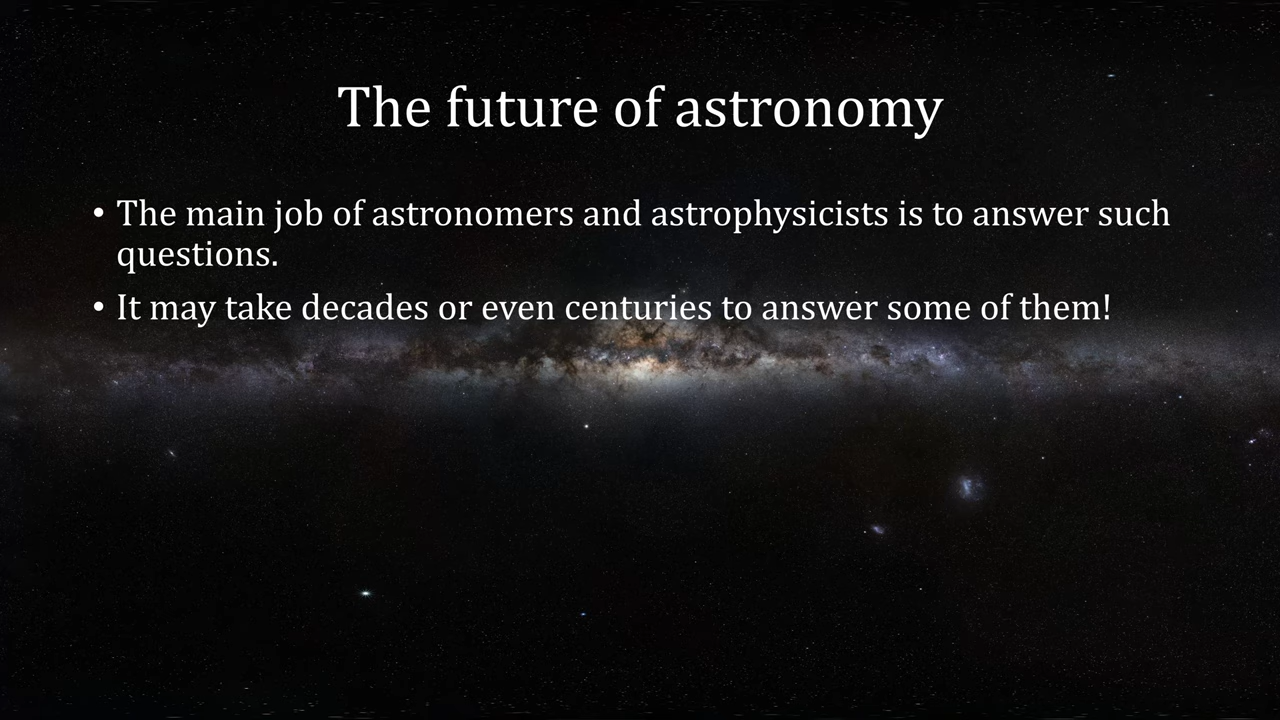 The future of astronomy
• The main job of astronomers and astrophysicists is to answer such
questions.
• It may take decades or even centuries to answer some of them!